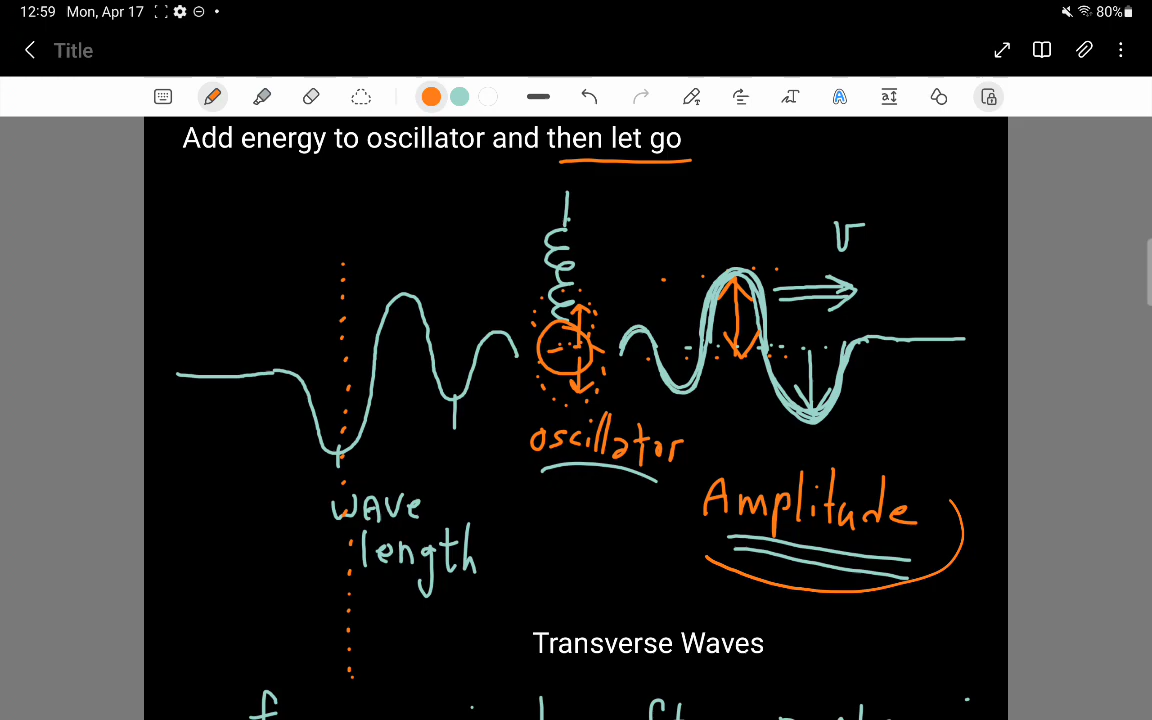 12:59 Mon, Apr 17
80%
Title
Add energy to oscillator and then let go
v
oscillator
Amplitude
wave
length
Transverse Waves